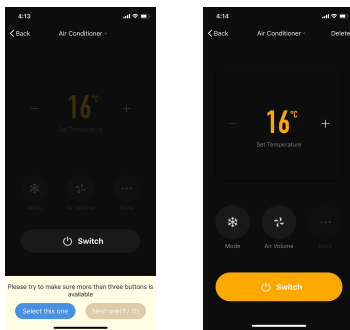 4:13
Back
Air Conditioner
16°C
Set Temperature
Mode
Air Volume
More
Switch
Please try to make sure more than three buttons is
available
Select this one
Next one(1 / 11)
4:14
Back
Air Conditioner
Delete
16°C
Set Temperature
Mode
Air Volume
More
Switch